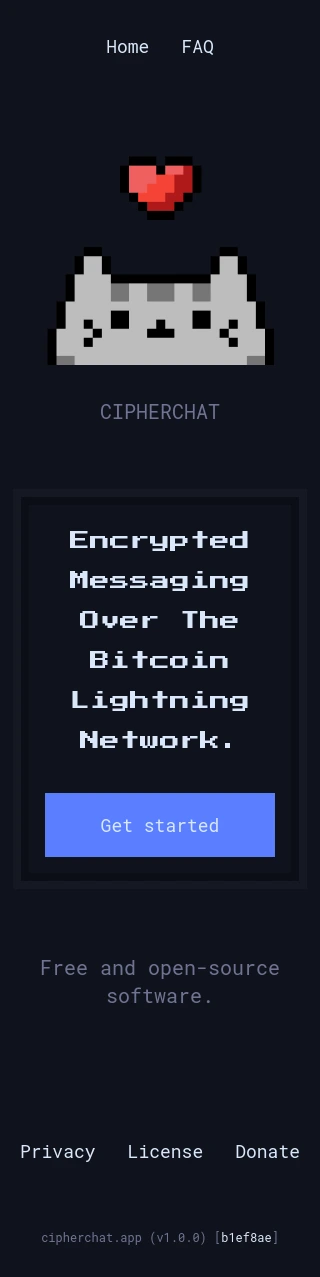 Home FAQ
CIPHERCHAT
Encrypted
Messaging
Over The
Bitcoin
Lightning
Network.
Get started
Free and open-source
software.
Privacy License Donate
cipherchat.app (v1.0.0) [b1ef8ae]